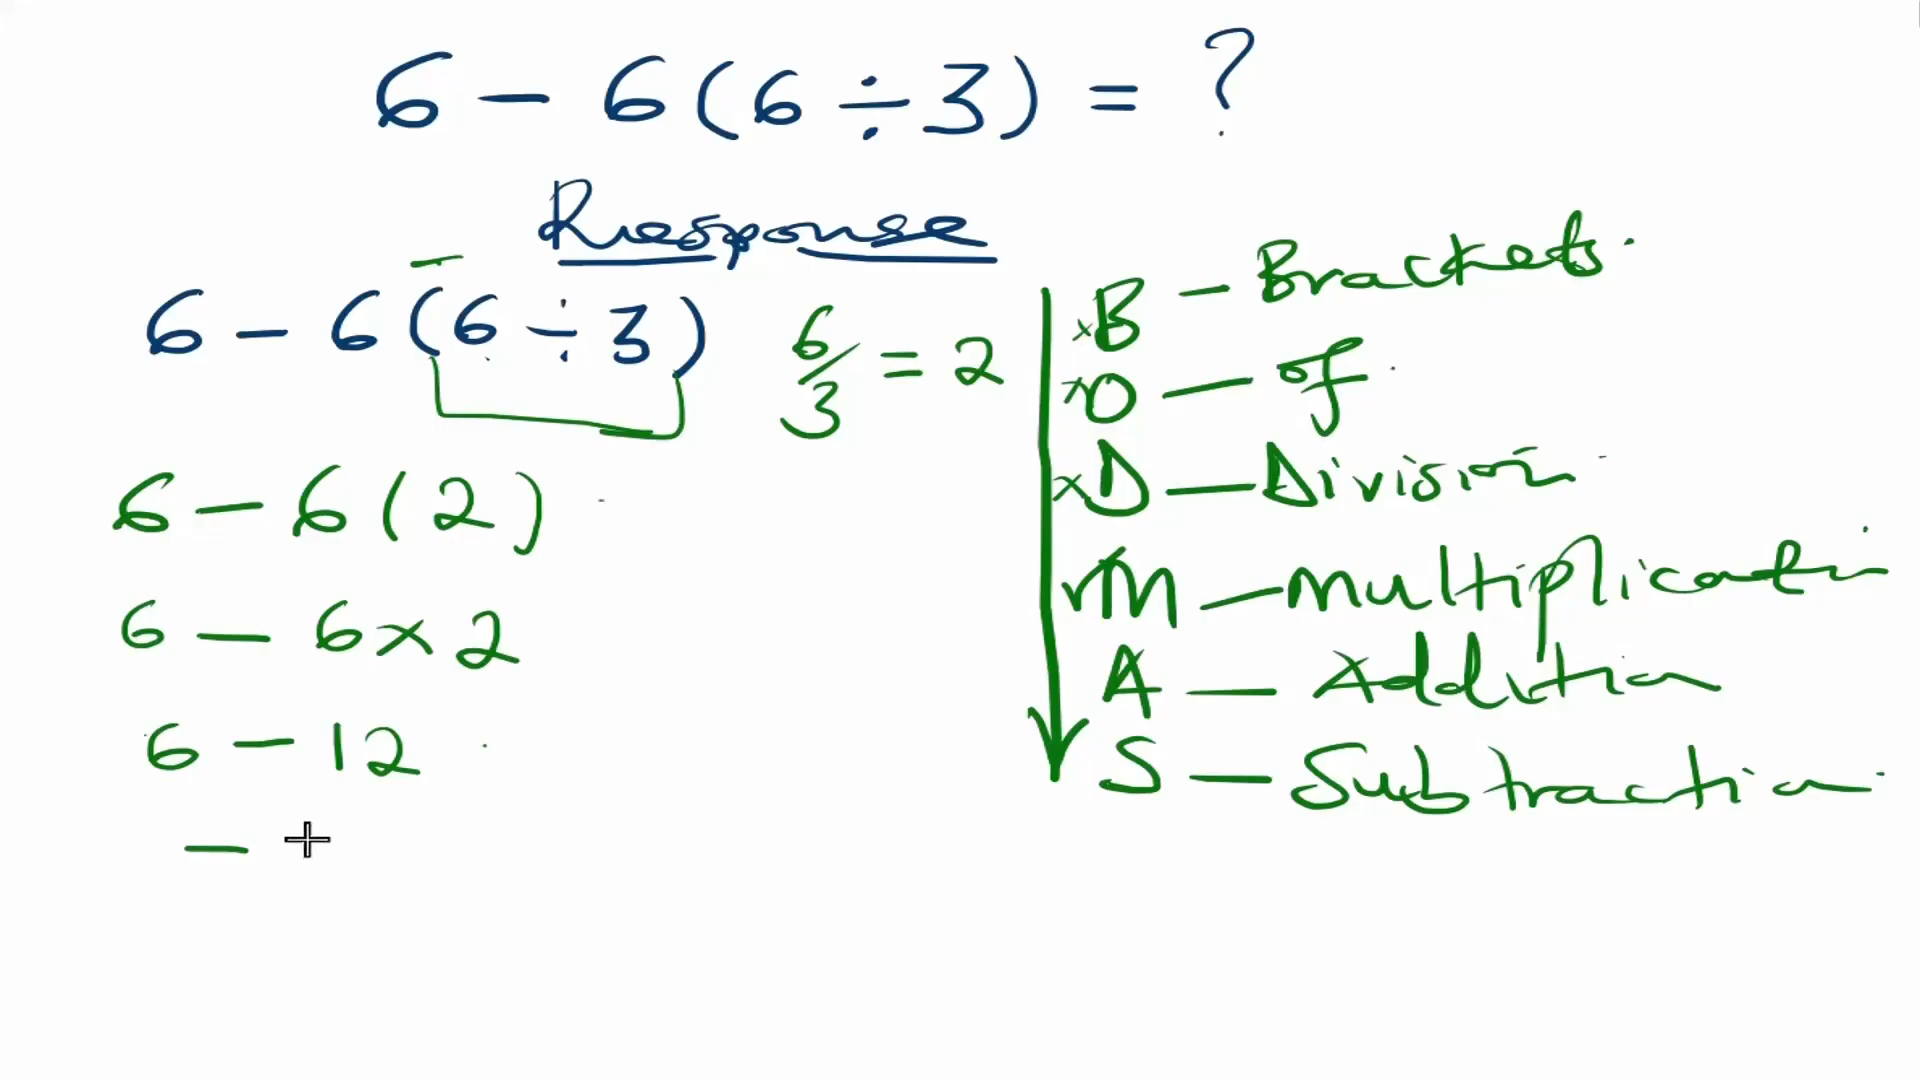 6 – 6(6 ÷ 3) = ?
Response
6 – 6(6 ÷ 3)
6/3 = 2
6 – 6(2)
6 – 6×2
6 – 12
–
×B – Brackets.
×O – of
×D – Division
✓M – Multiplication
A – Addition
S – Subtraction